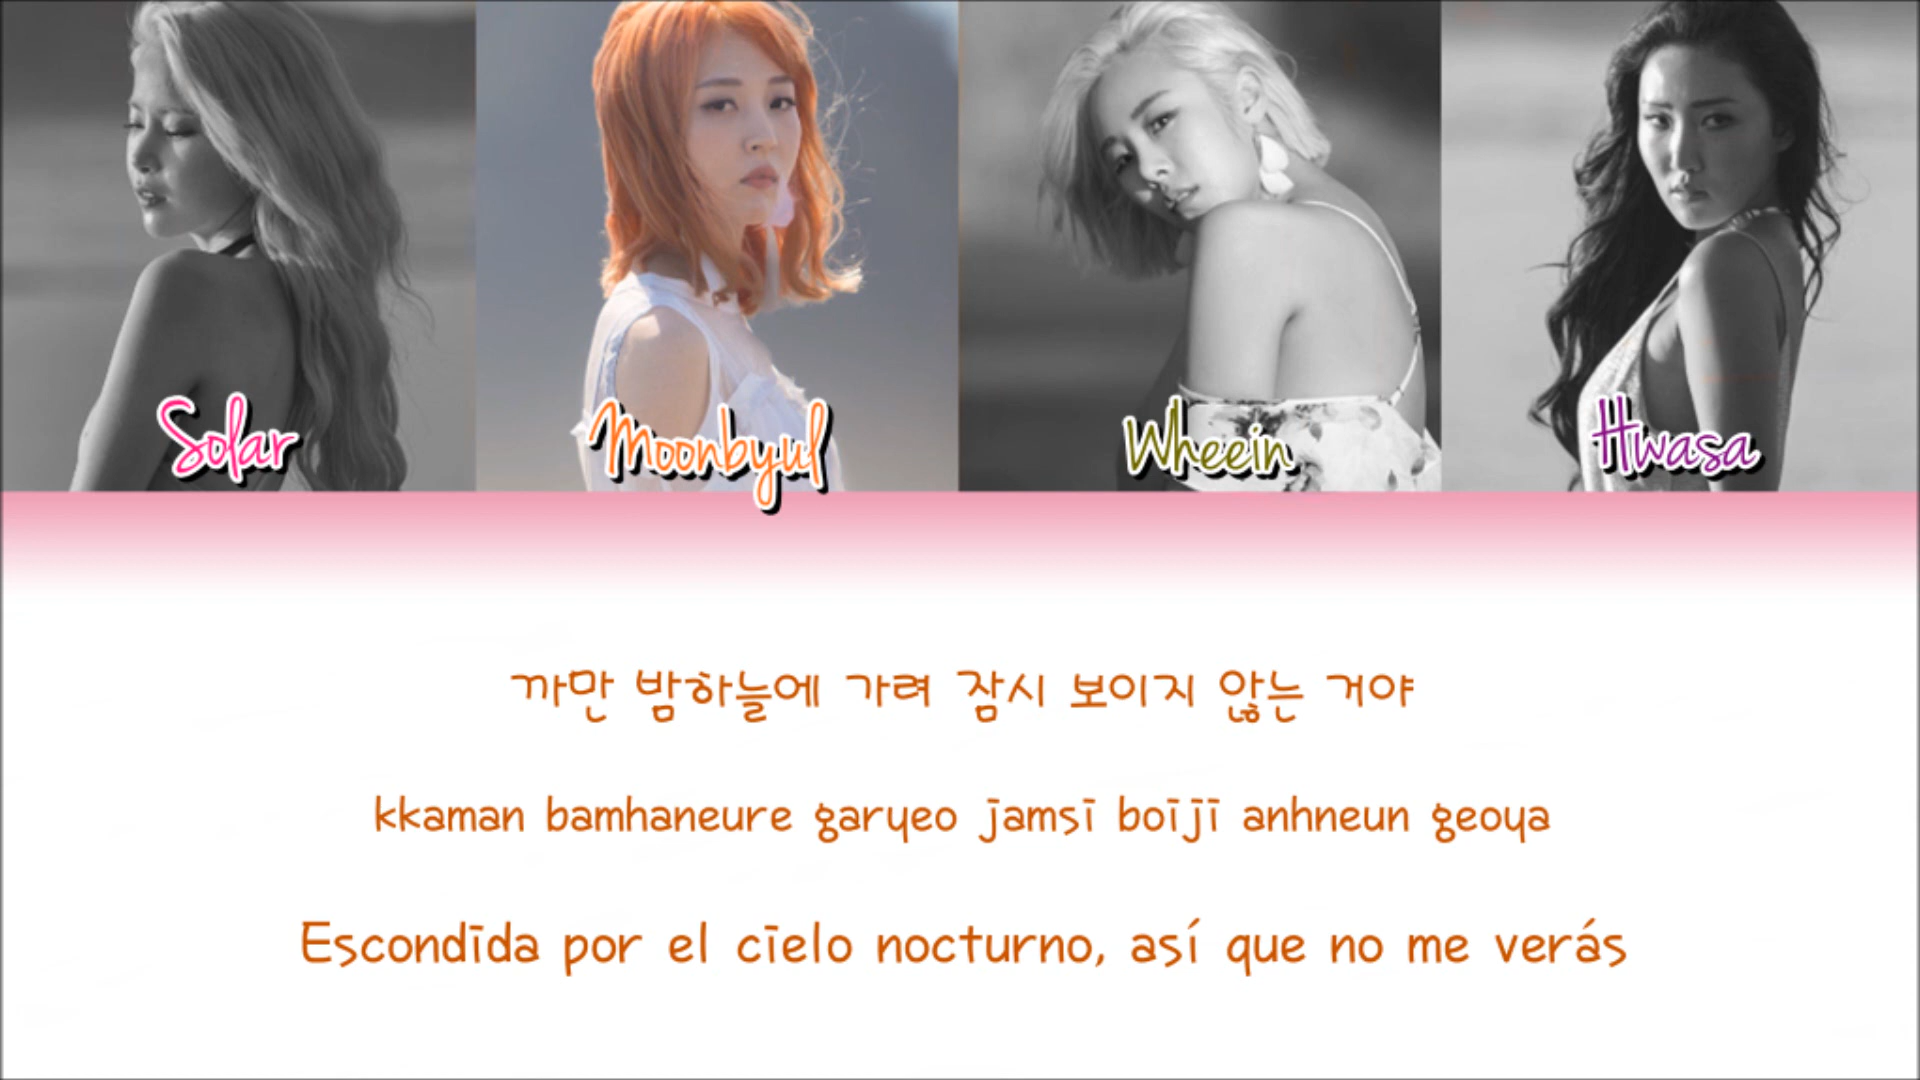 Solar
Moonbyul
Wheein
Hwasa
까만 밤하늘에 가려 잠시 보이지 않는 거야
kkaman bamhaneure garyeo jamsi boiji anhneun geoya
Escondida por el cielo nocturno, así que no me verás